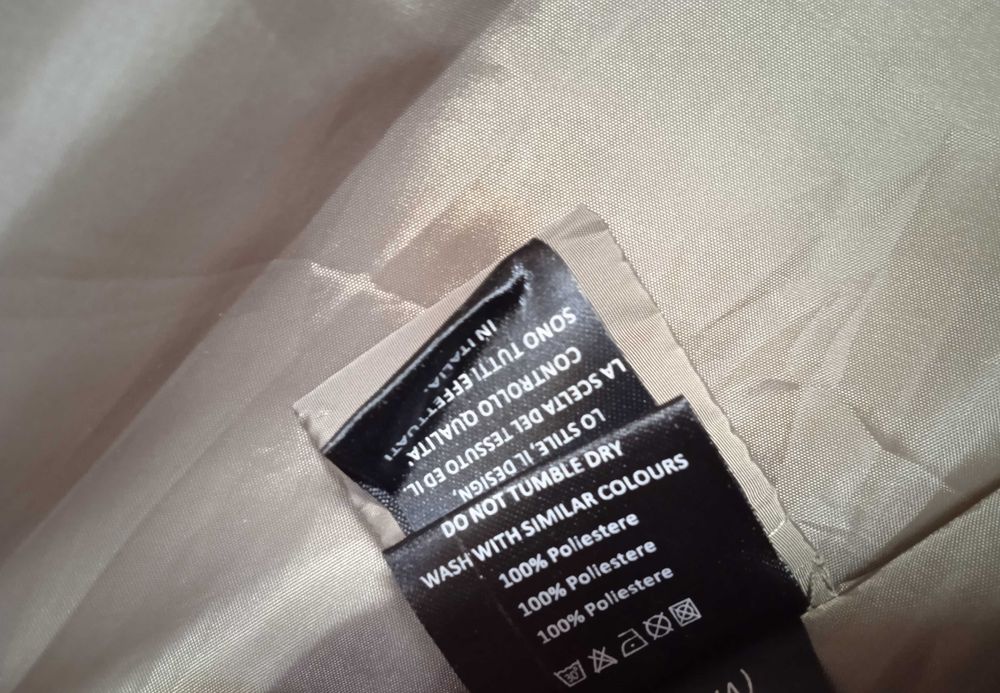 LO STILE, IL DESIGN,
LA SCELTA DEL TESSUTO ED IL
CONTROLLO QUALITA'
SONO TUTTI EFFETTUATI
IN ITALIA.
DO NOT TUMBLE DRY
WASH WITH SIMILAR COLOURS
100% Poliestere
100% Poliestere
100% Poliestere
30°